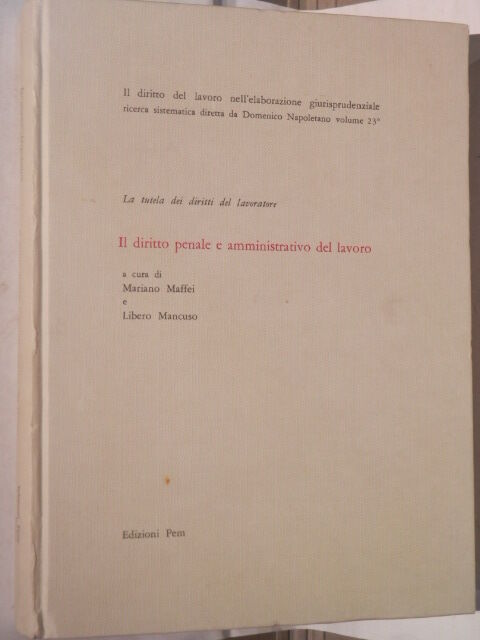 Il diritto del lavoro nell'elaborazione giurisprudenziale
ricerca sistematica diretta da Domenico Napoletano volume 23°
La tutela dei diritti del lavoratore
Il diritto penale e amministrativo del lavoro
a cura di
Mariano Maffei
e
Libero Mancuso
Edizioni Pem